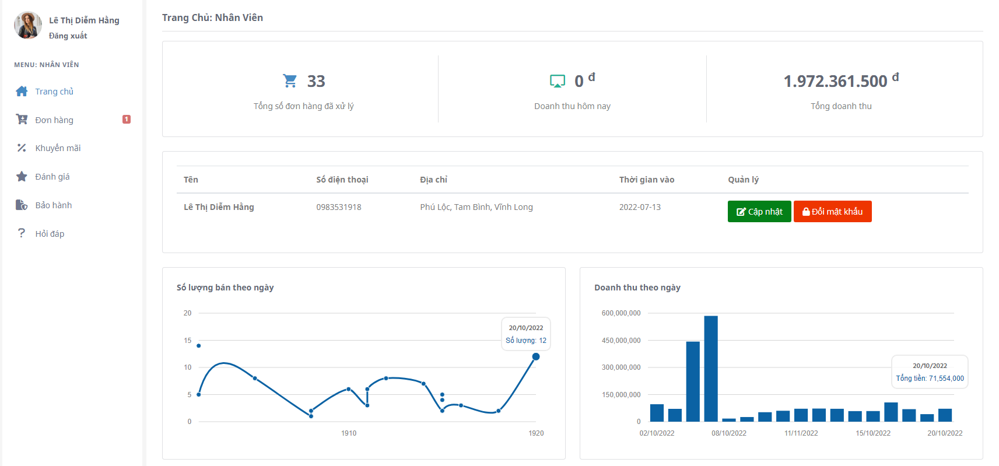 Lê Thị Diễm Hằng
Đăng xuất
MENU: NHÂN VIÊN
Trang chủ
Đơn hàng 1
Khuyến mãi
Đánh giá
Bảo hành
Hỏi đáp
Trang Chủ: Nhân Viên
33
Tổng số đơn hàng đã xử lý
0 đ
Doanh thu hôm nay
1.972.361.500 đ
Tổng doanh thu
Tên Số điện thoại Địa chỉ Thời gian vào Quản lý
Lê Thị Diễm Hằng 0983531918 Phú Lộc, Tam Bình, Vĩnh Long 2022-07-13 Cập nhật Đổi mật khẩu
Số lượng bán theo ngày
20
15
10
5
0
1910 1920
20/10/2022
Số lượng: 12
Doanh thu theo ngày
600,000,000
450,000,000
300,000,000
150,000,000
0
02/10/2022 08/10/2022 11/11/2022 15/10/2022 20/10/2022
20/10/2022
Tổng tiền: 71,554,000